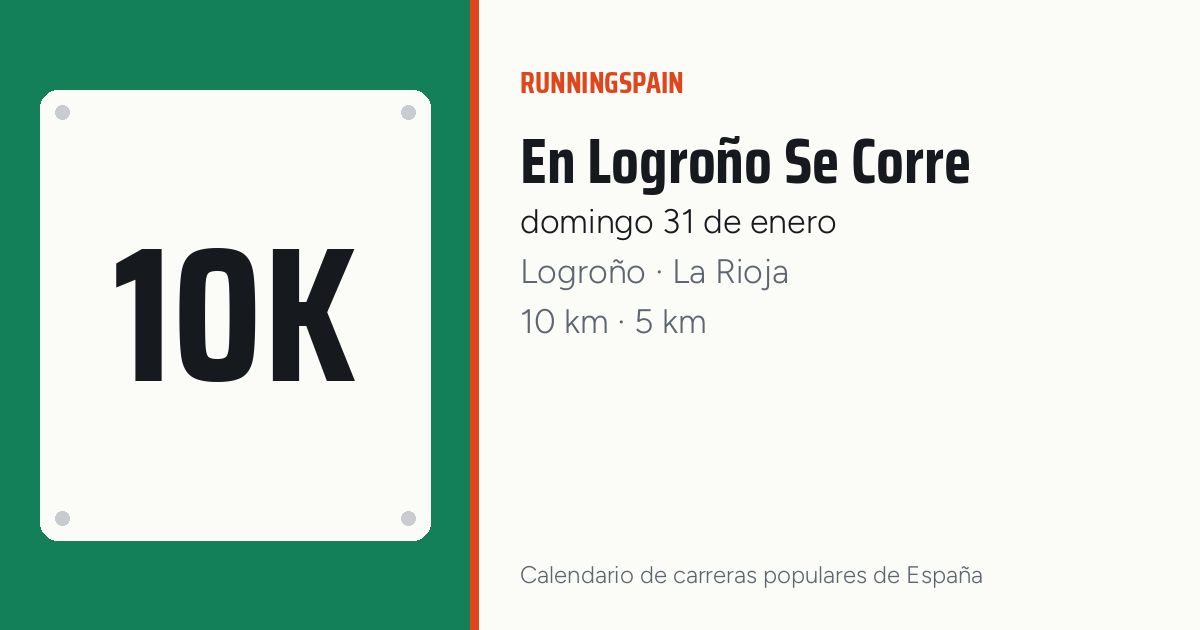 10K
RUNNINGSPAIN
En Logroño Se Corre
domingo 31 de enero
Logroño · La Rioja
10 km · 5 km
Calendario de carreras populares de España